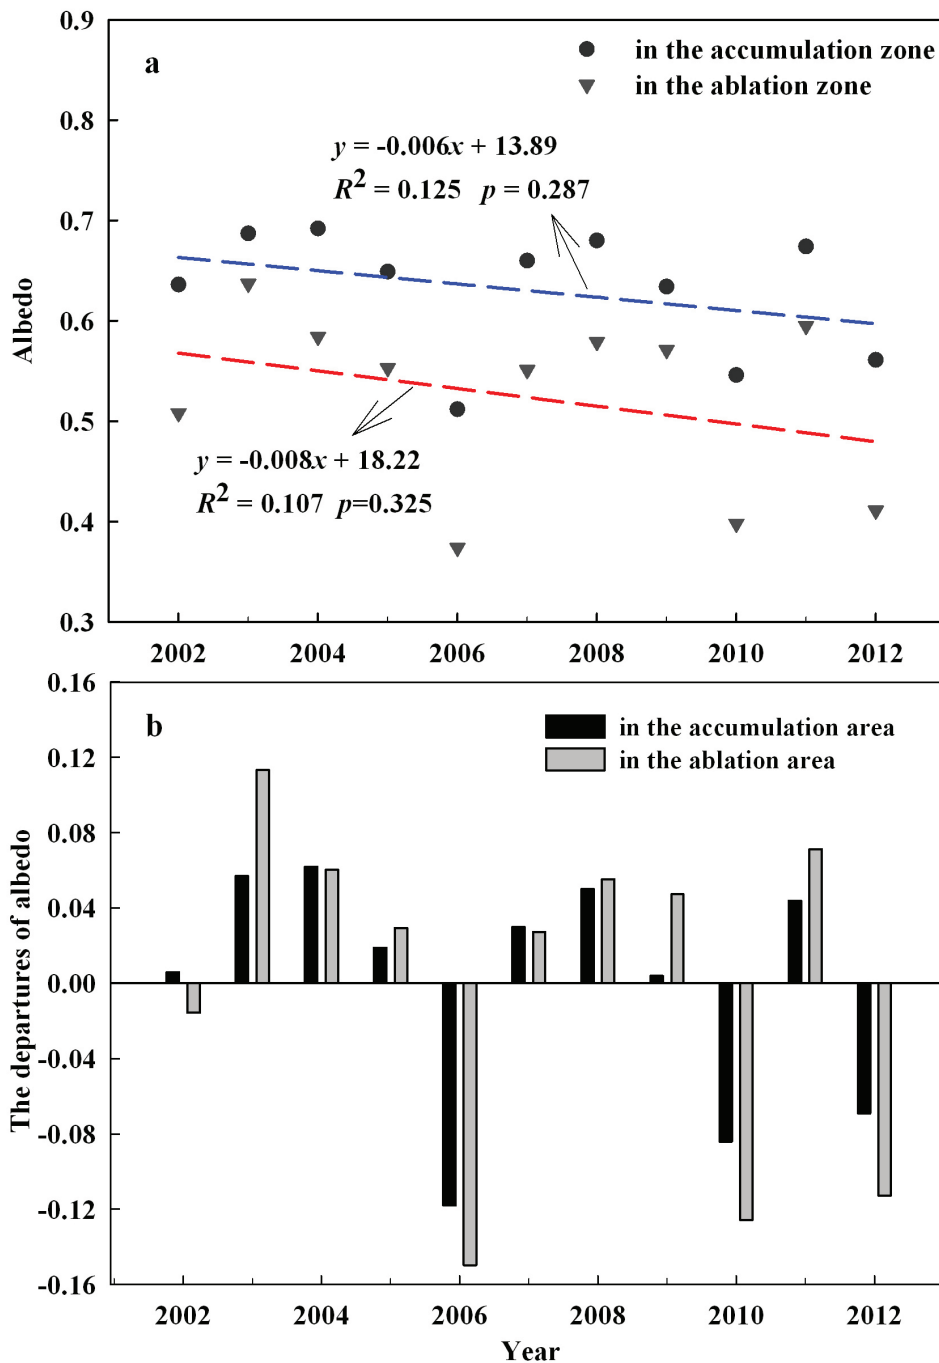 a
in the accumulation zone
in the ablation zone
y = -0.006x + 13.89
R² = 0.125 p = 0.287
y = -0.008x + 18.22
R² = 0.107 p=0.325
Albedo
0.9
0.8
0.7
0.6
0.5
0.4
0.3
2002 2004 2006 2008 2010 2012
b
in the accumulation area
in the ablation area
The departures of albedo
0.16
0.12
0.08
0.04
0.00
-0.04
-0.08
-0.12
-0.16
2002 2004 2006 2008 2010 2012
Year